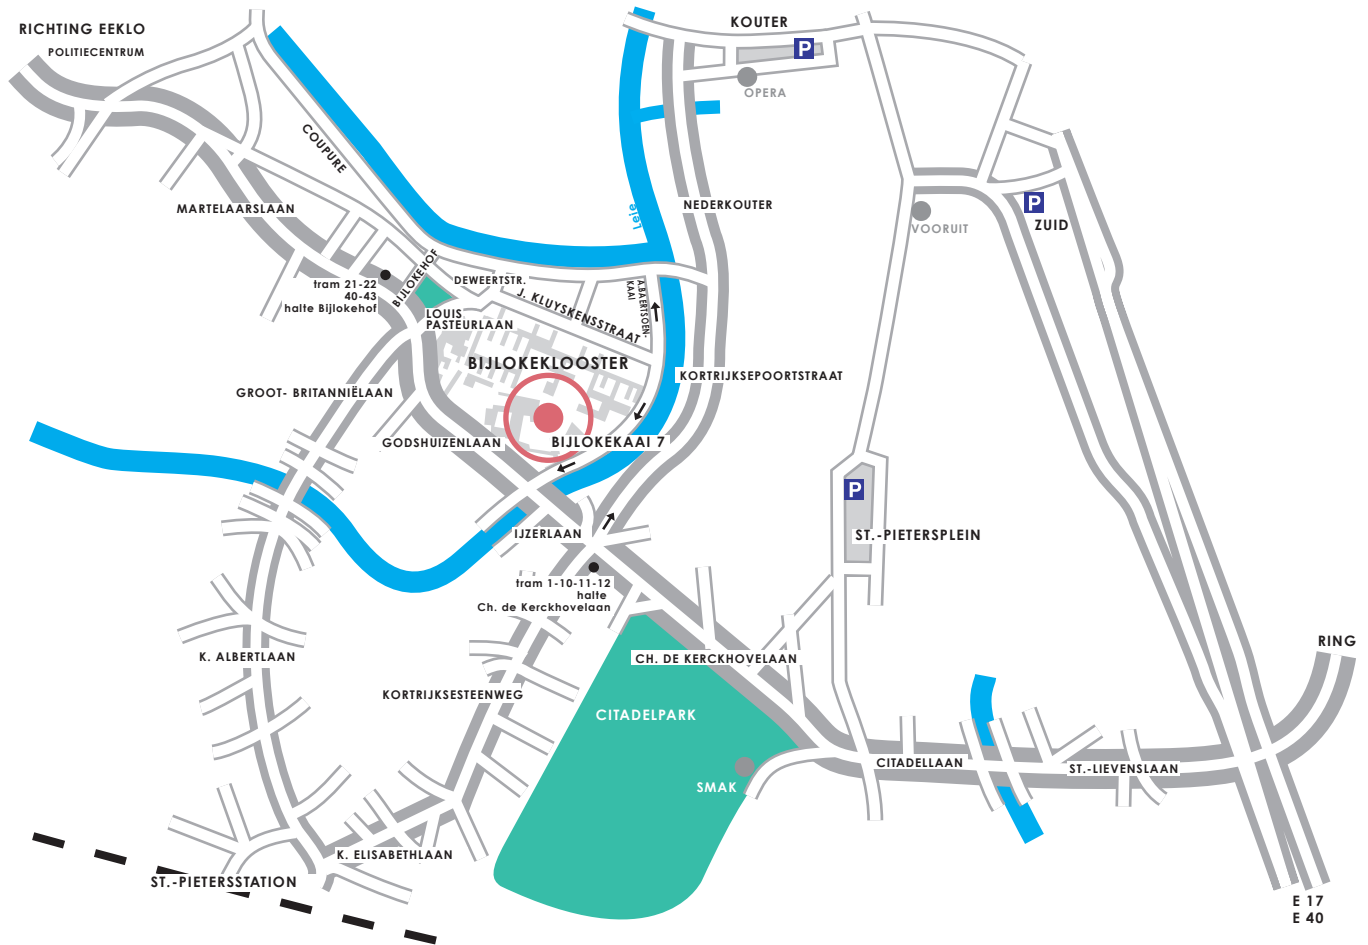 RICHTING EEKLO
POLITIECENTRUM
KOUTER
P
OPERA
COUPURE
MARTELAARSLAAN
Leie
NEDERKOUTER
P
ZUID
VOORUIT
BIJLOKEHOF
tram 21-22
40-43
halte Bijlokehof
DEWEERTSTR.
J. KLUYSKENSSTRAAT
A.BAERTSOEN-
KAAI
LOUIS
PASTEURLAAN
BIJLOKEKLOOSTER
KORTRIJKSEPOORTSTRAAT
GROOT- BRITANNIËLAAN
GODSHUIZENLAAN
BIJLOKEKAAI 7
P
ST.-PIETERSPLEIN
IJZERLAAN
tram 1-10-11-12
halte
Ch. de Kerckhovelaan
RING
K. ALBERTLAAN
CH. DE KERCKHOVELAAN
KORTRIJKSESTEENWEG
CITADELPARK
CITADELLAAN
ST.-LIEVENSLAAN
SMAK
K. ELISABETHLAAN
ST.-PIETERSSTATION
E 17
E 40